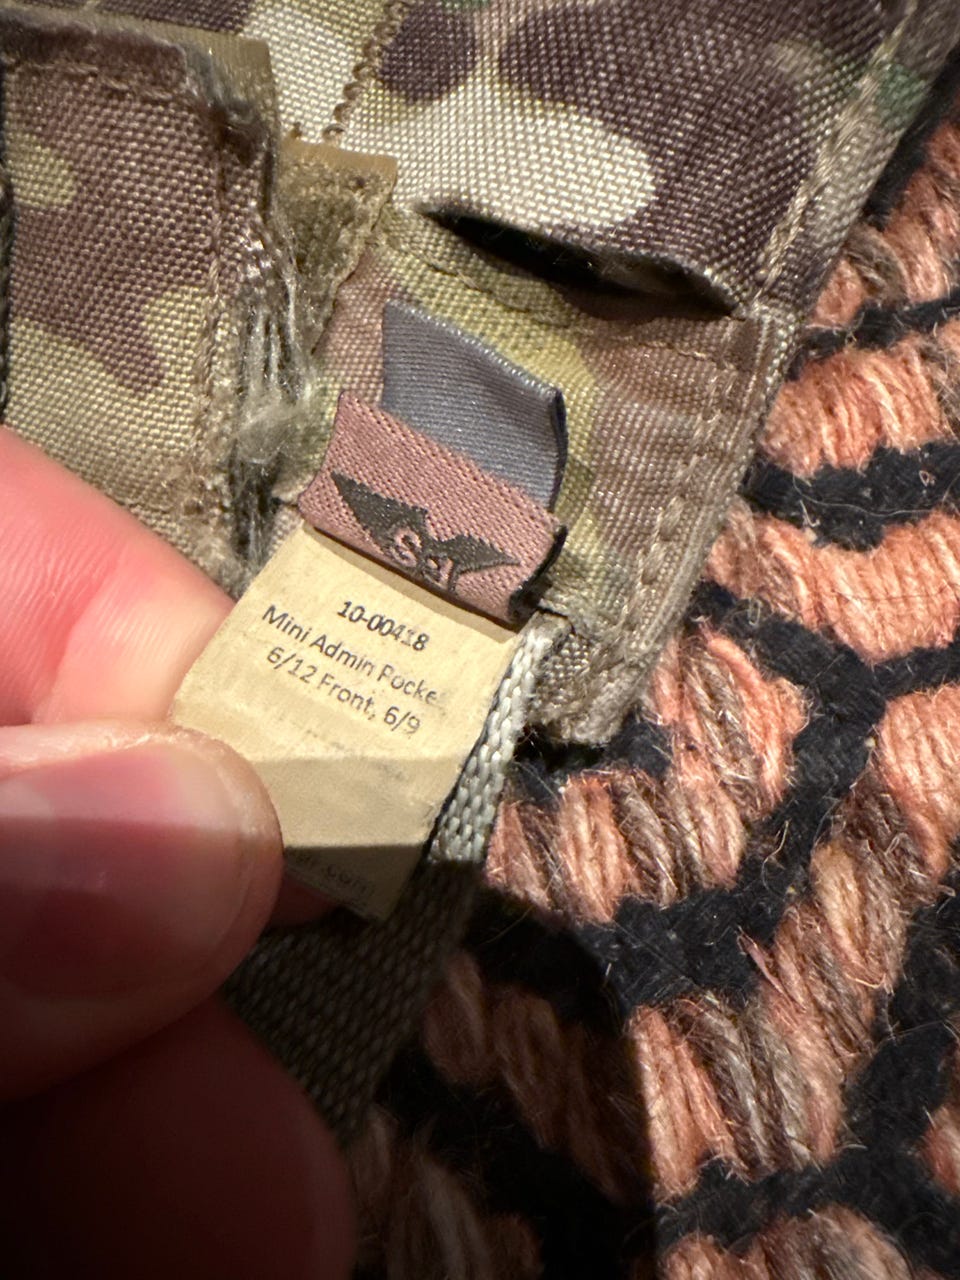 10-00418
Mini Admin Pocke
6/12 Front, 6/9